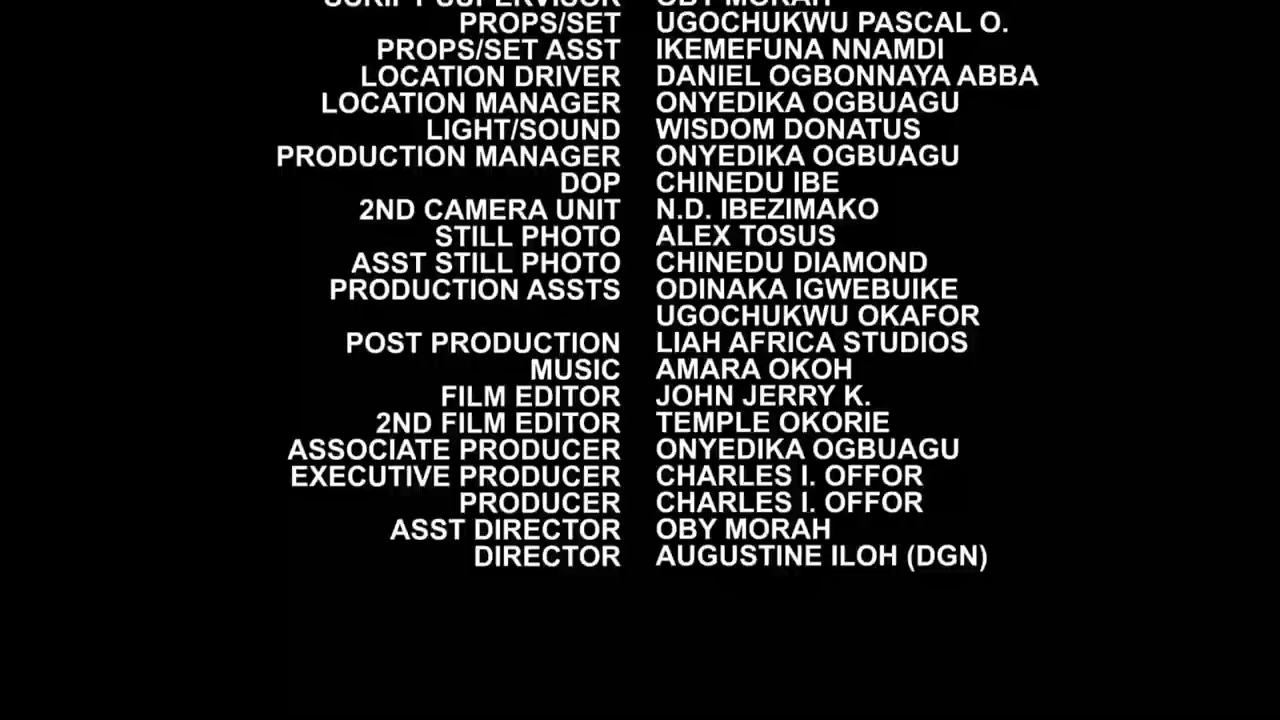 SCRIPT SUPERVISOR OBY MORAH
PROPS/SET UGOCHUKWU PASCAL O.
PROPS/SET ASST IKEMEFUNA NNAMDI
LOCATION DRIVER DANIEL OGBONNAYA ABBA
LOCATION MANAGER ONYEDIKA OGBUAGU
LIGHT/SOUND WISDOM DONATUS
PRODUCTION MANAGER ONYEDIKA OGBUAGU
DOP CHINEDU IBE
2ND CAMERA UNIT N.D. IBEZIMAKO
STILL PHOTO ALEX TOSUS
ASST STILL PHOTO CHINEDU DIAMOND
PRODUCTION ASSTS ODINAKA IGWEBUIKE
UGOCHUKWU OKAFOR
POST PRODUCTION LIAH AFRICA STUDIOS
MUSIC AMARA OKOH
FILM EDITOR JOHN JERRY K.
2ND FILM EDITOR TEMPLE OKORIE
ASSOCIATE PRODUCER ONYEDIKA OGBUAGU
EXECUTIVE PRODUCER CHARLES I. OFFOR
PRODUCER CHARLES I. OFFOR
ASST DIRECTOR OBY MORAH
DIRECTOR AUGUSTINE ILOH (DGN)